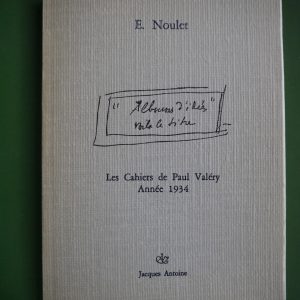 E. Noulet
"Albums d'idées"
voilà le titre
Les Cahiers de Paul Valéry
Année 1934
Jacques Antoine